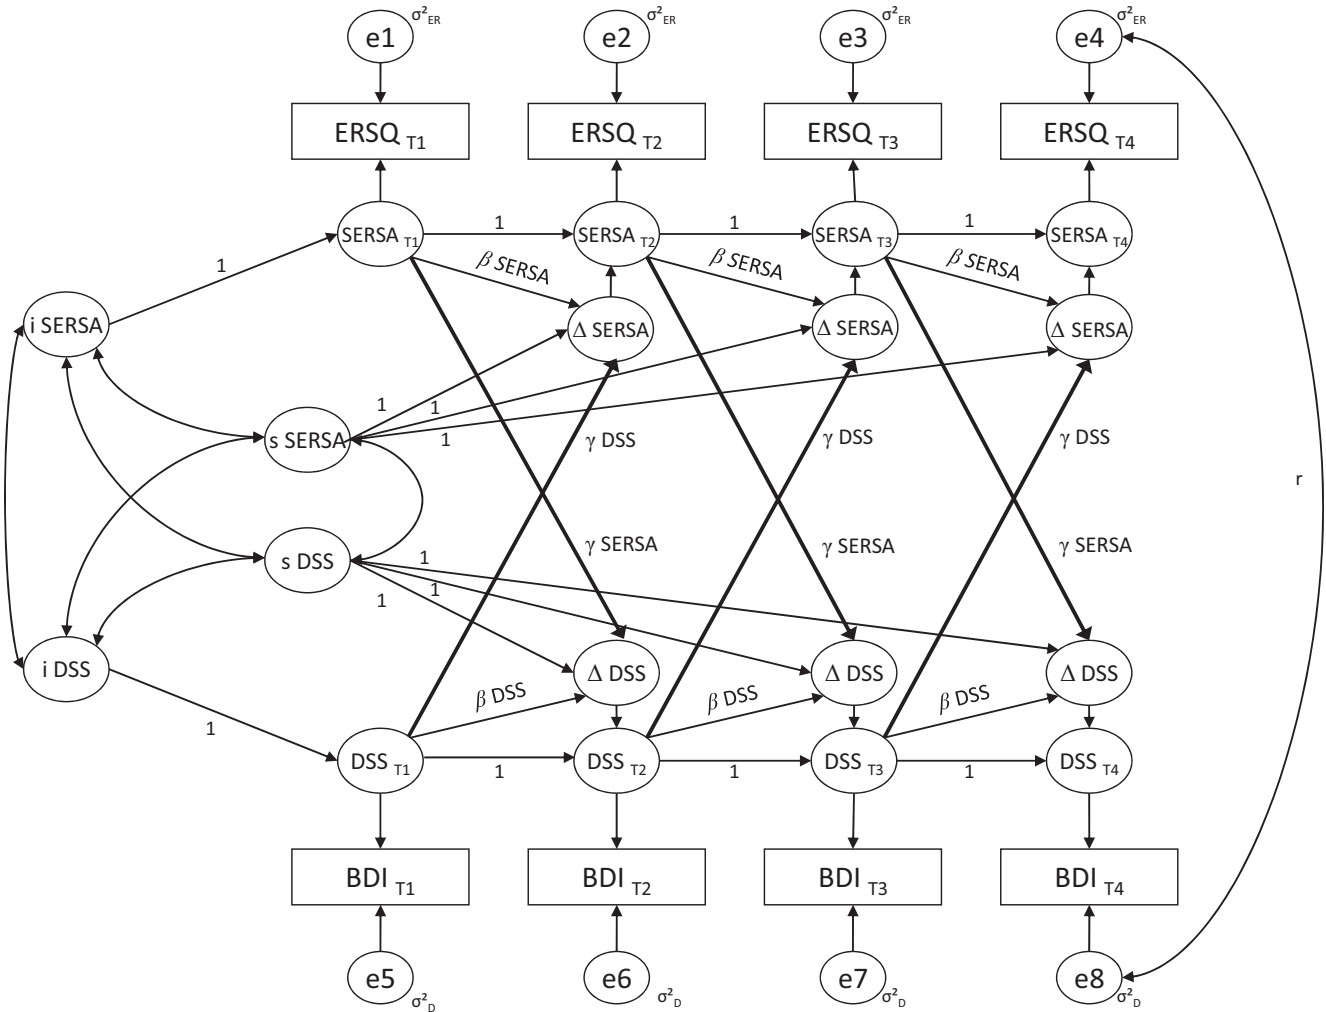 e1 σ²ER e2 σ²ER e3 σ²ER e4 σ²ER
ERSQ T1 ERSQ T2 ERSQ T3 ERSQ T4
SERSA T1 1 SERSA T2 1 SERSA T3 1 SERSA T4
β SERSA β SERSA β SERSA
1
i SERSA Δ SERSA Δ SERSA Δ SERSA
1 1
s SERSA 1 γ DSS γ DSS γ DSS
r
γ SERSA γ SERSA γ SERSA
s DSS 1
1 1
i DSS Δ DSS Δ DSS Δ DSS
β DSS β DSS β DSS
1
DSS T1 1 DSS T2 1 DSS T3 1 DSS T4
BDI T1 BDI T2 BDI T3 BDI T4
e5 σ²D e6 σ²D e7 σ²D e8 σ²D